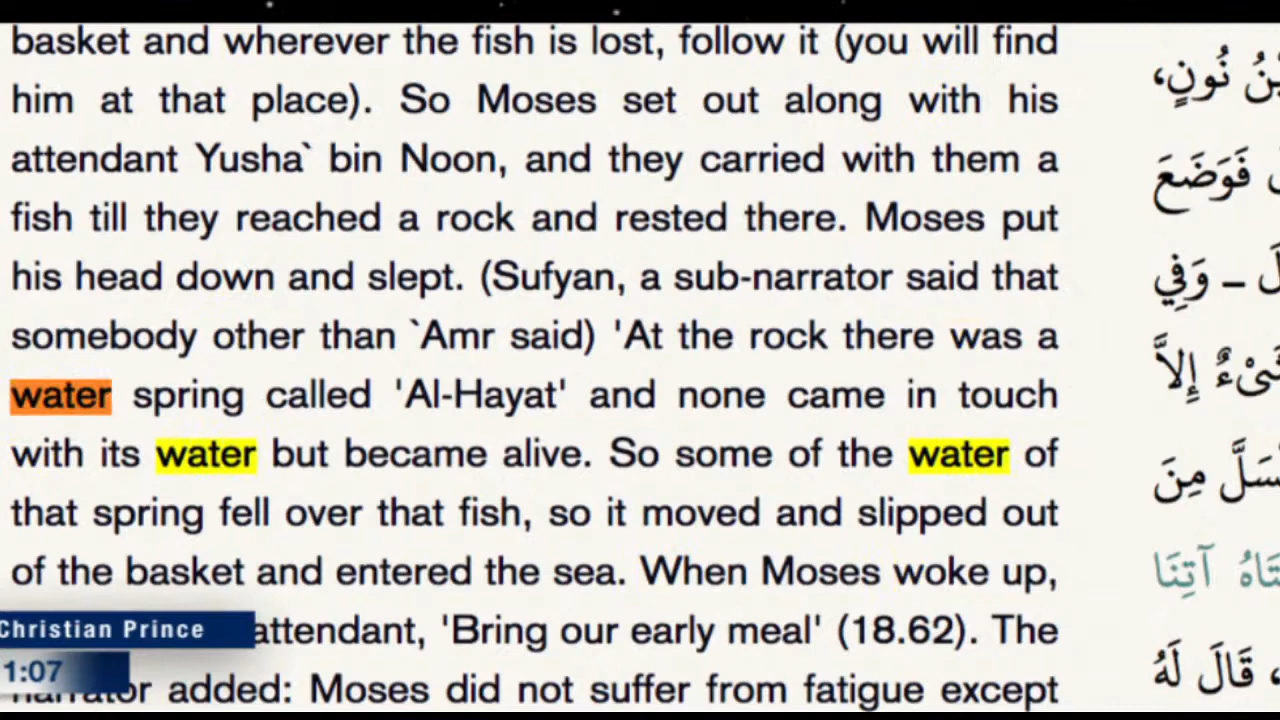 basket and wherever the fish is lost, follow it (you will find
him at that place). So Moses set out along with his
attendant Yusha` bin Noon, and they carried with them a
fish till they reached a rock and rested there. Moses put
his head down and slept. (Sufyan, a sub-narrator said that
somebody other than `Amr said) 'At the rock there was a
water spring called 'Al-Hayat' and none came in touch
with its water but became alive. So some of the water of
that spring fell over that fish, so it moved and slipped out
of the basket and entered the sea. When Moses woke up,
attendant, 'Bring our early meal' (18.62). The
narrator added: Moses did not suffer from fatigue except
نُونٍ،
فَوَضَعَ
ـ وَفِي
إِلاَّ
مِنَ
آتِنَا
قَالَ لَهُ
Christian Prince
1:07